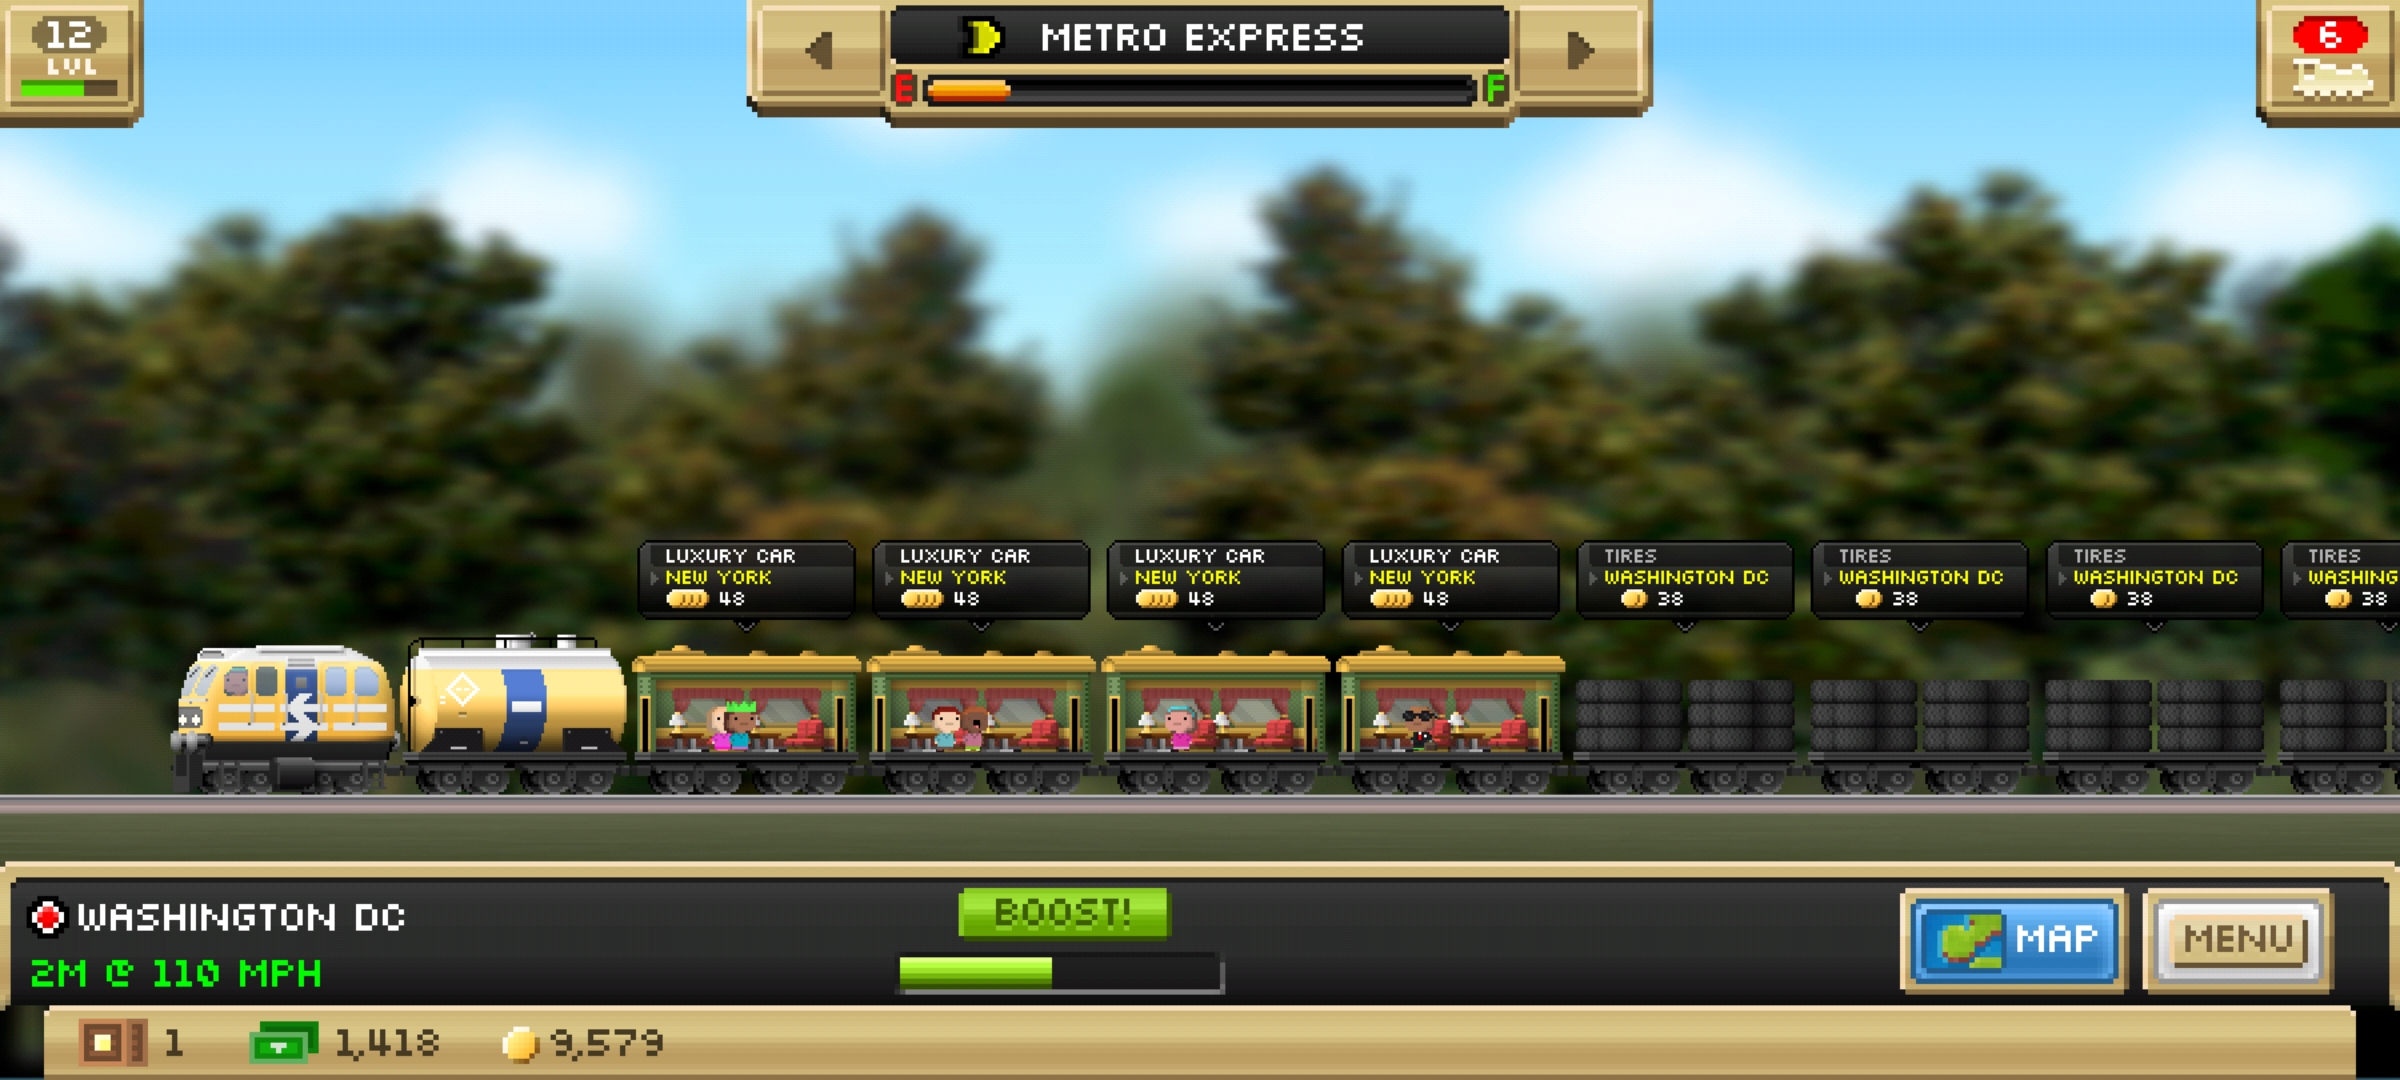 12
LVL
METRO EXPRESS
E F
6
LUXURY CAR
NEW YORK
48
LUXURY CAR
NEW YORK
48
LUXURY CAR
NEW YORK
48
LUXURY CAR
NEW YORK
48
TIRES
WASHINGTON DC
38
TIRES
WASHINGTON DC
38
TIRES
WASHINGTON DC
38
TIRES
WASHING
38
WASHINGTON DC
2M @ 110 MPH
BOOST!
MAP
MENU
1 1,418 9,579